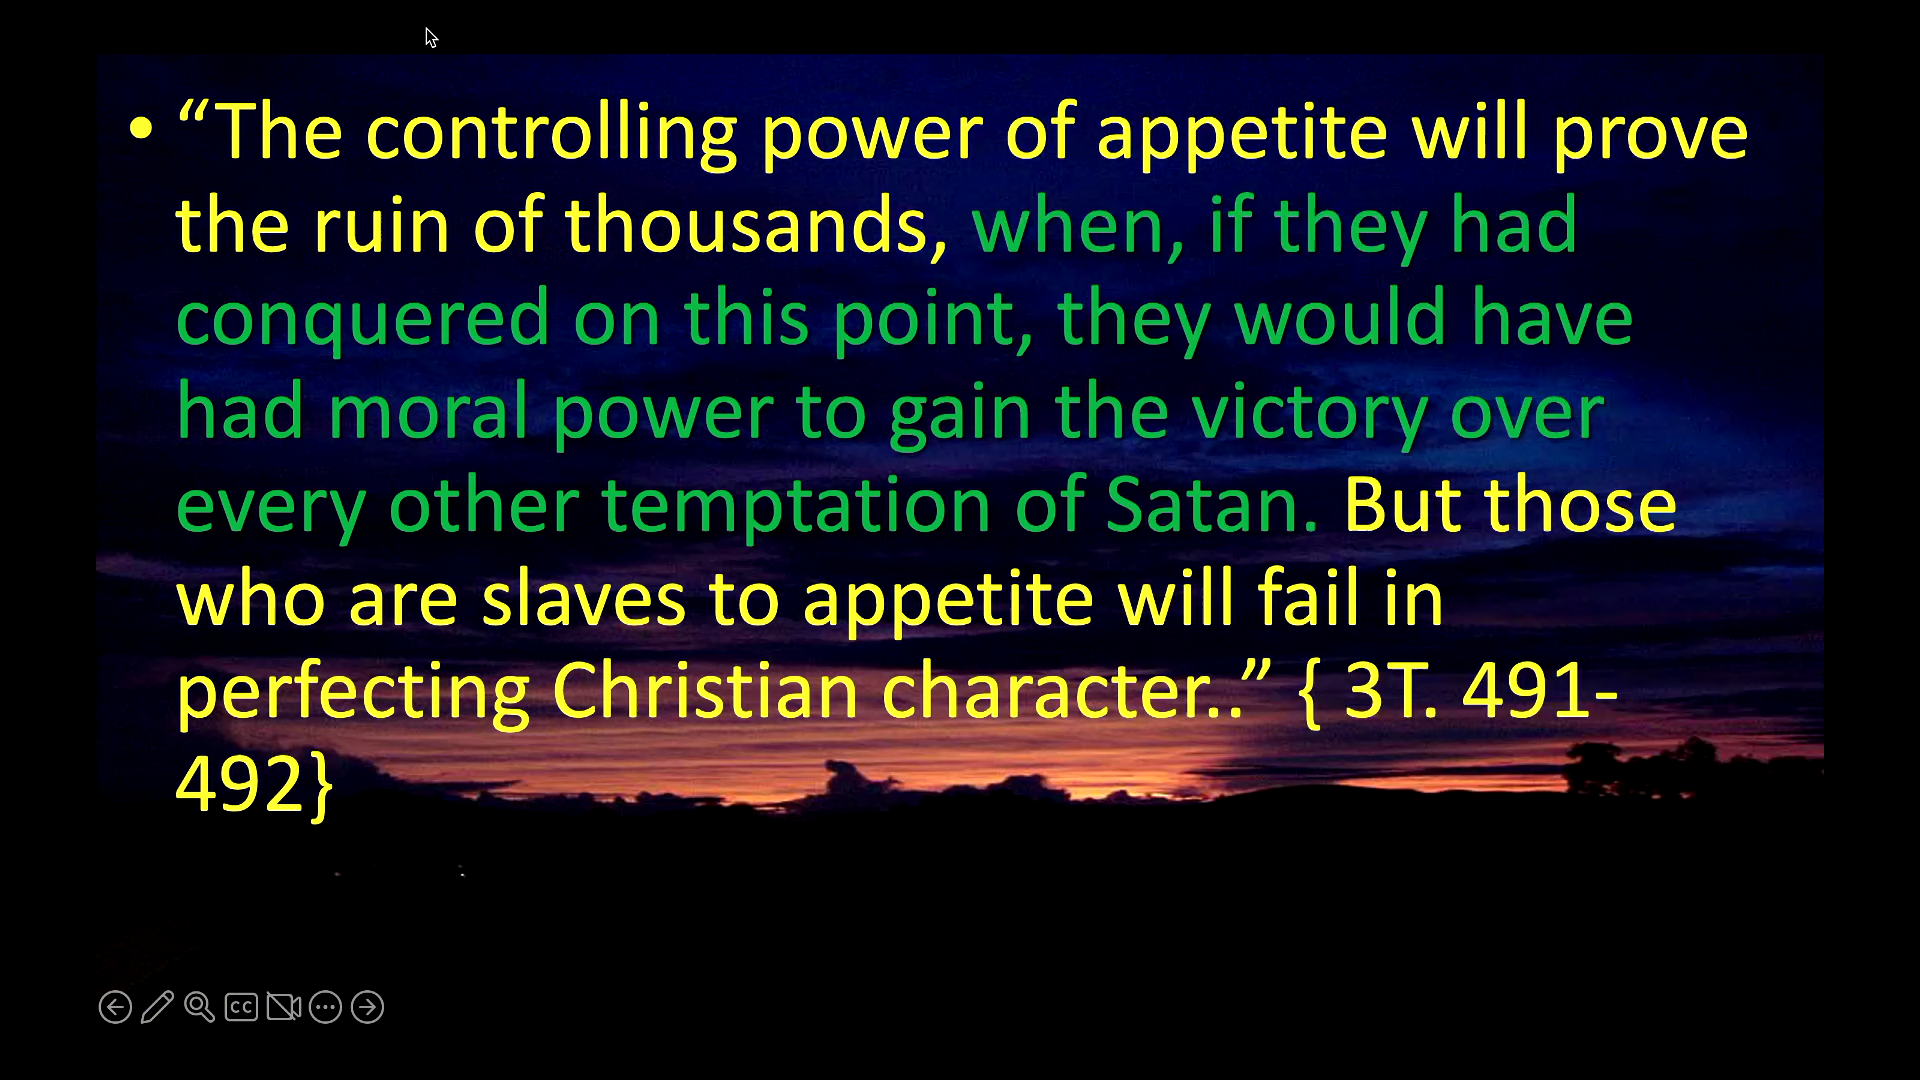 • “The controlling power of appetite will prove
the ruin of thousands, when, if they had
conquered on this point, they would have
had moral power to gain the victory over
every other temptation of Satan. But those
who are slaves to appetite will fail in
perfecting Christian character..” { 3T. 491-
492}
CC